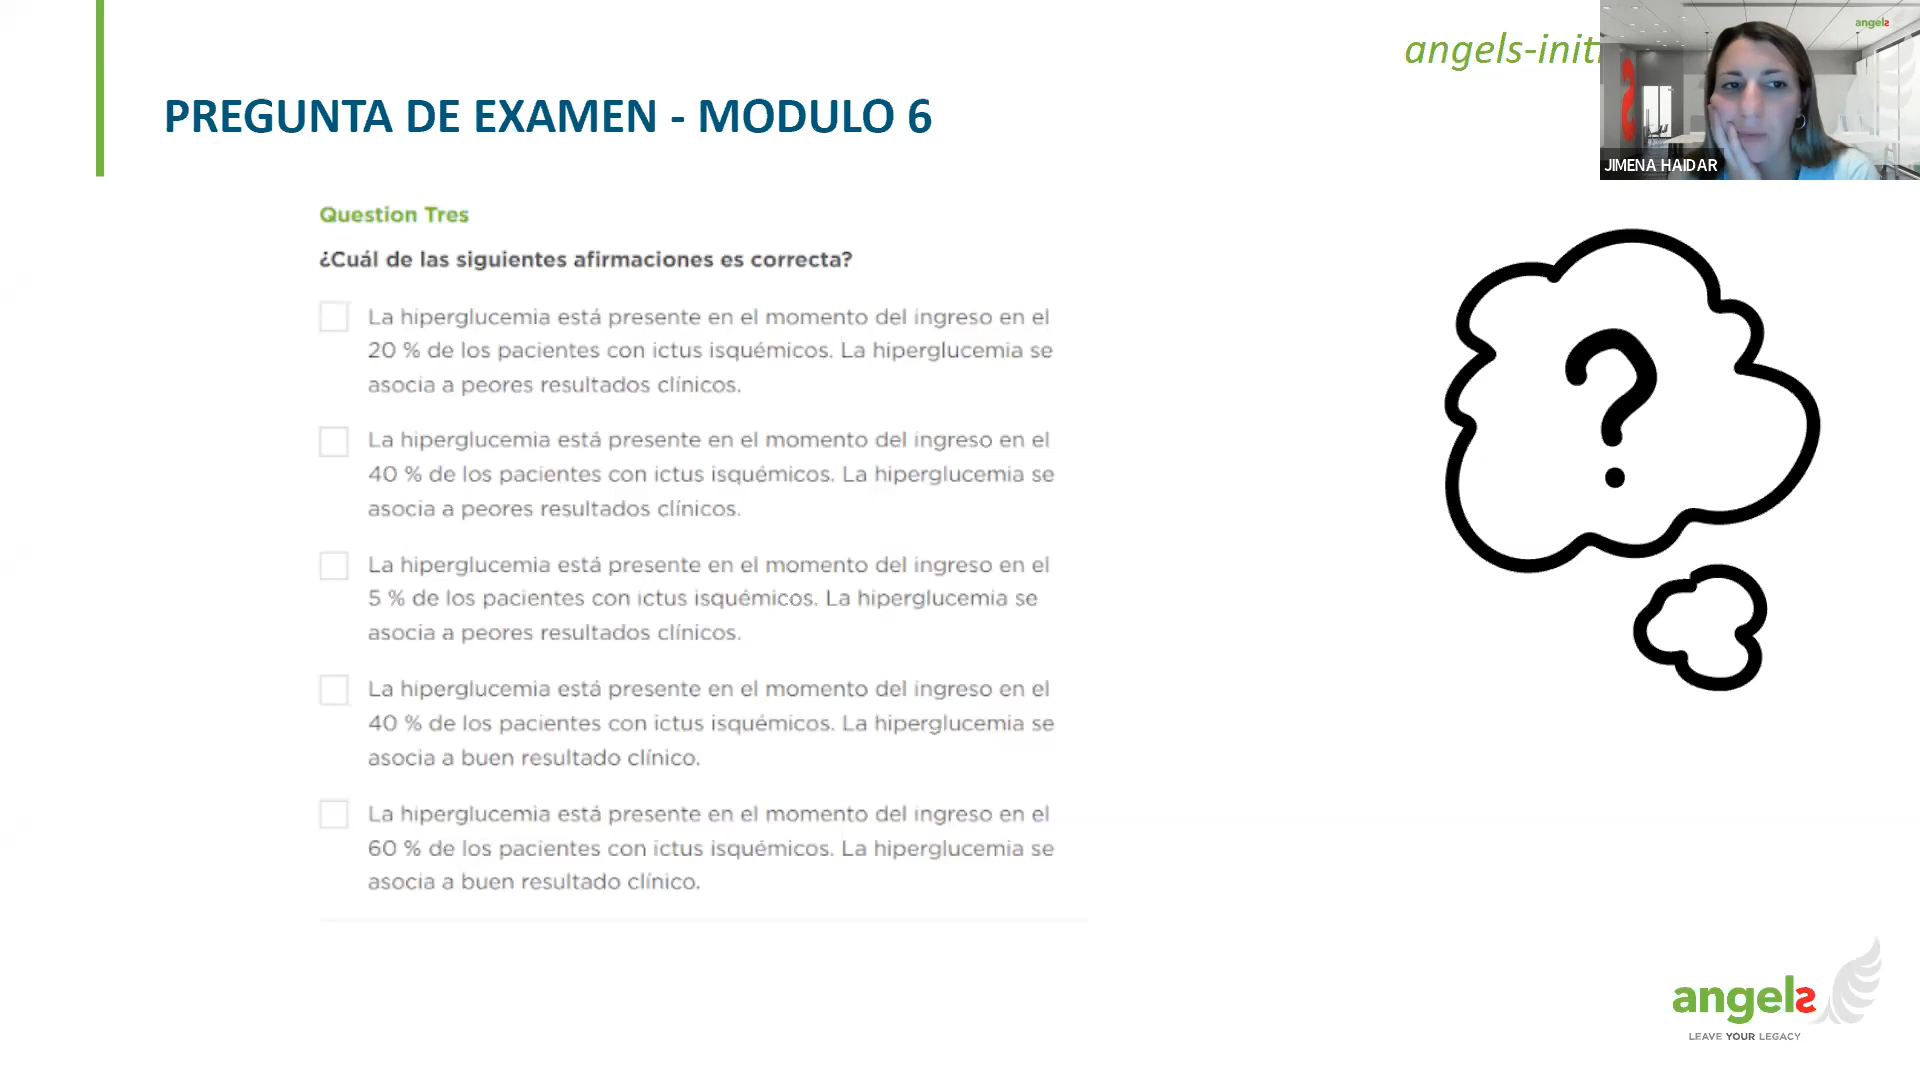 angels-initi
angels
JIMENA HAIDAR
PREGUNTA DE EXAMEN - MODULO 6
Question Tres
¿Cuál de las siguientes afirmaciones es correcta?
La hiperglucemia está presente en el momento del ingreso en el
20 % de los pacientes con ictus isquémicos. La hiperglucemia se
asocia a peores resultados clínicos.
La hiperglucemia está presente en el momento del ingreso en el
40 % de los pacientes con ictus isquémicos. La hiperglucemia se
asocia a peores resultados clínicos.
La hiperglucemia está presente en el momento del ingreso en el
5 % de los pacientes con ictus isquémicos. La hiperglucemia se
asocia a peores resultados clínicos.
La hiperglucemia está presente en el momento del ingreso en el
40 % de los pacientes con ictus isquémicos. La hiperglucemia se
asocia a buen resultado clínico.
La hiperglucemia está presente en el momento del ingreso en el
60 % de los pacientes con ictus isquémicos. La hiperglucemia se
asocia a buen resultado clínico.
?
angels
LEAVE YOUR LEGACY